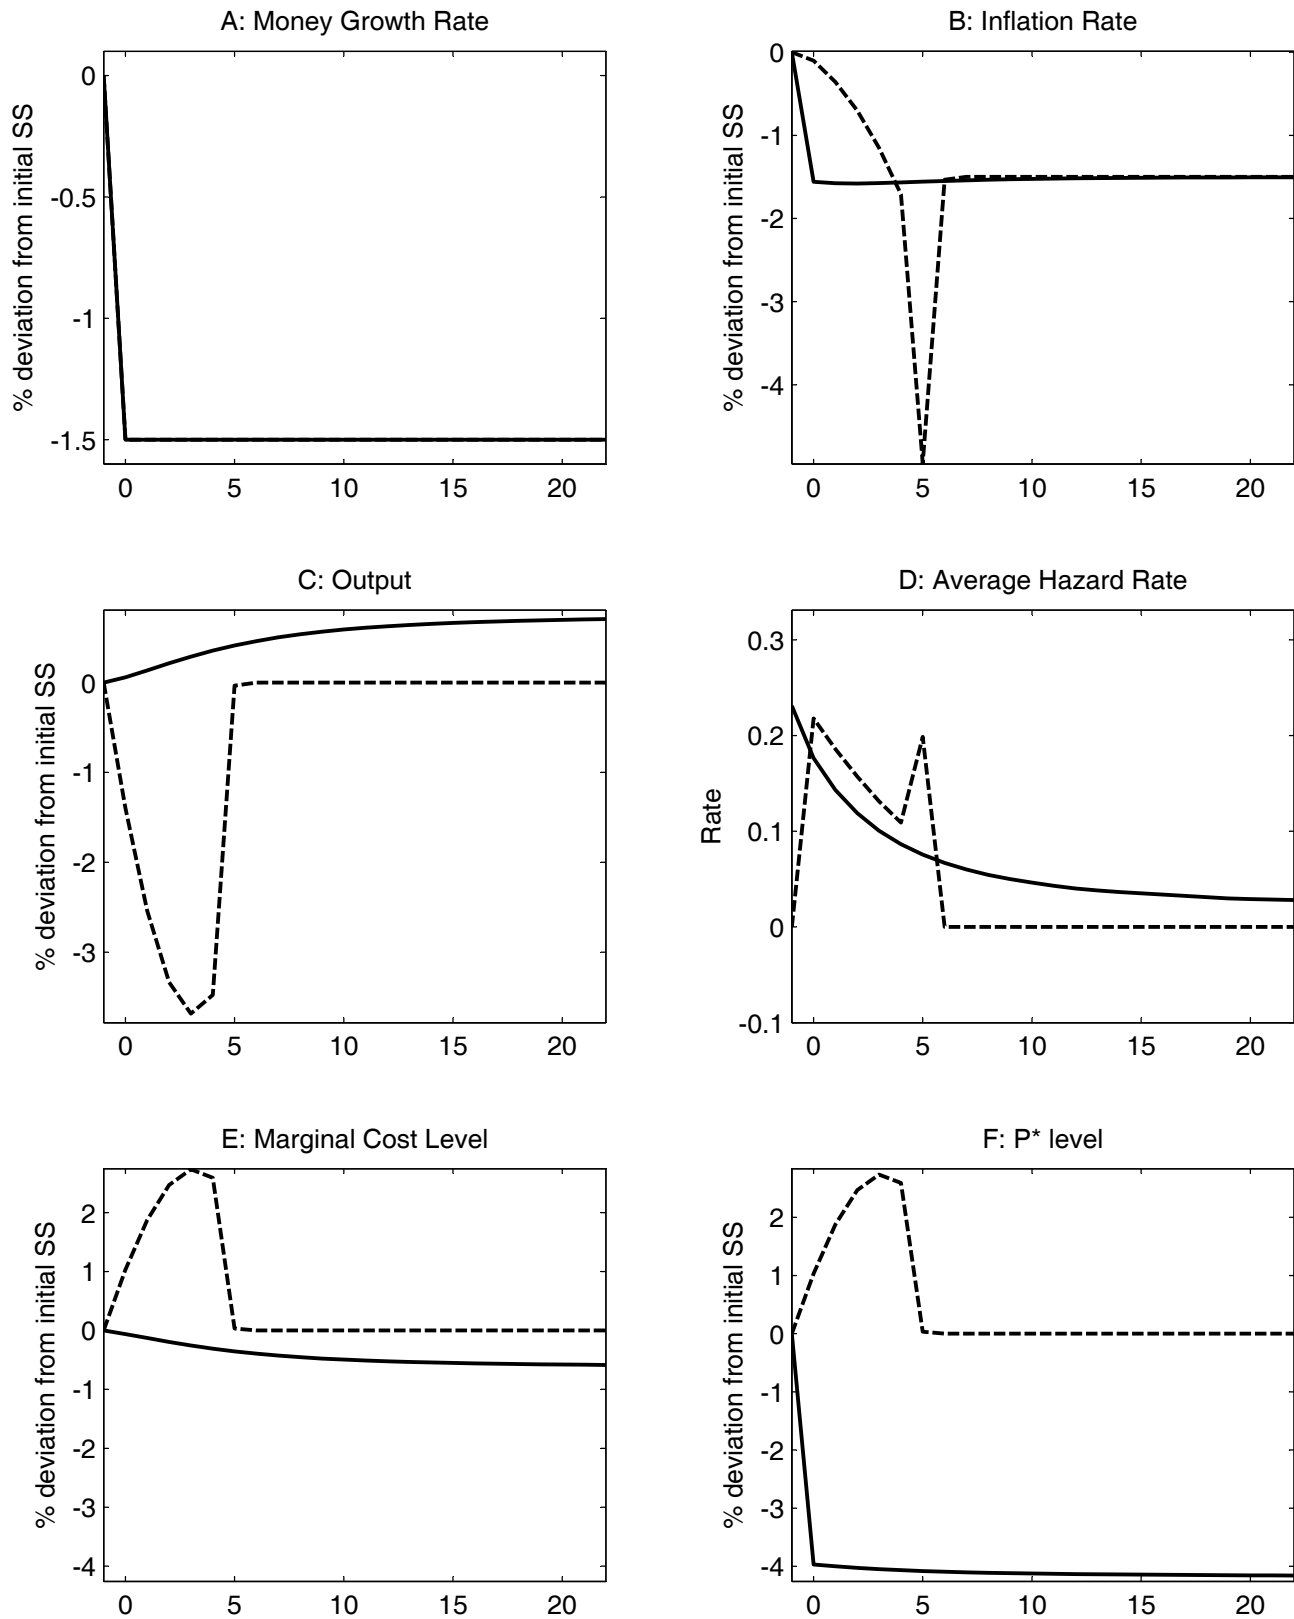 A: Money Growth Rate
% deviation from initial SS
0
-0.5
-1
-1.5
0 5 10 15 20
B: Inflation Rate
% deviation from initial SS
0
-1
-2
-3
-4
0 5 10 15 20
C: Output
% deviation from initial SS
0
-1
-2
-3
0 5 10 15 20
D: Average Hazard Rate
Rate
0.3
0.2
0.1
0
-0.1
0 5 10 15 20
E: Marginal Cost Level
% deviation from initial SS
2
1
0
-1
-2
-3
-4
0 5 10 15 20
F: P* level
% deviation from initial SS
2
1
0
-1
-2
-3
-4
0 5 10 15 20